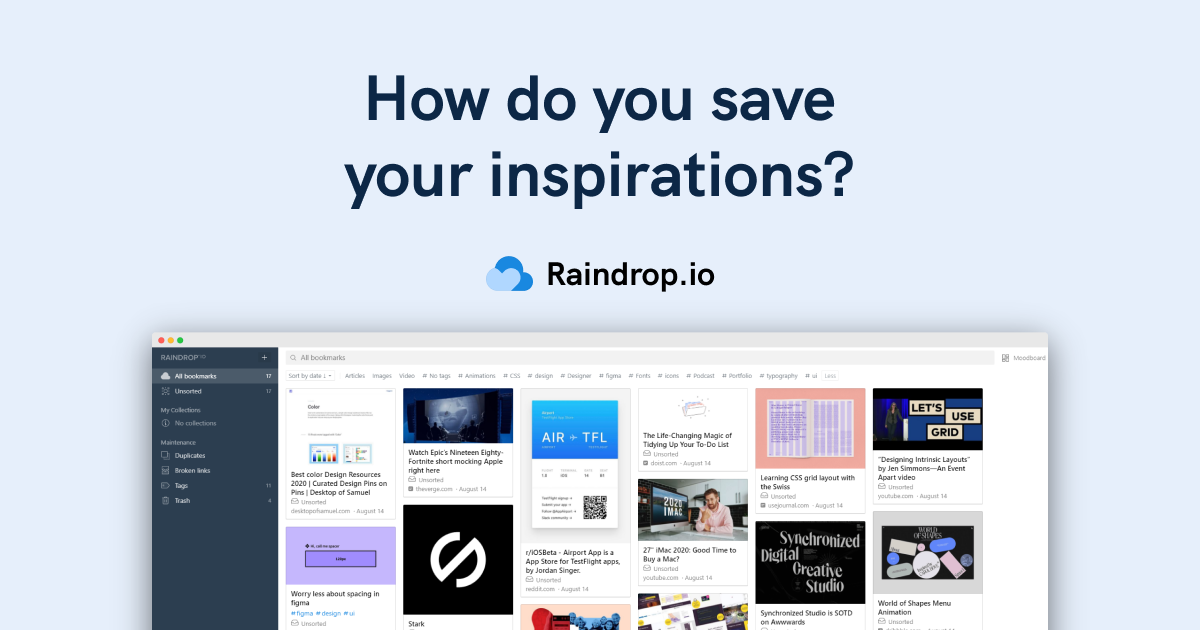 How do you save
your inspirations?
Raindrop.io
RAINDROP.IO
+
All bookmarks 17
Unsorted 17
My Collections
No collections
Maintenance
Duplicates
Broken links
Tags 11
Trash 4
All bookmarks
Moodboard
Sort by date ↓ Articles Images Video # No tags # Animations # CSS # design # Designer # figma # Fonts # icons # Podcast # Portfolio # typography # ui Less
Color
Best color Design Resources
2020 | Curated Design Pins on
Pins | Desktop of Samuel
Unsorted
desktopofsamuel.com · August 14
Hi, call me spacer
Worry less about spacing in
figma
# figma # design # ui
Unsorted
Watch Epic's Nineteen Eighty-
Fortnite short mocking Apple
right here
Unsorted
theverge.com · August 14
Stark
AIR TFL
r/iOSBeta - Airport App is a
App Store for TestFlight apps,
by Jordan Singer.
Unsorted
reddit.com · August 14
The Life-Changing Magic of
Tidying Up Your To-Do List
Unsorted
doist.com · August 14
2020
IMAC
27" iMac 2020: Good Time to
Buy a Mac?
Unsorted
youtube.com · August 14
Learning CSS grid layout with
the Swiss
Unsorted
usejournal.com · August 14
Synchronized
Digital
Creative
Studio
Synchronized Studio is SOTD
on Awwwards
LET'S
USE
GRID
"Designing Intrinsic Layouts"
by Jen Simmons—An Event
Apart video
Unsorted
youtube.com · August 14
WORLD
OF SHAPES
World of Shapes Menu
Animation
Unsorted